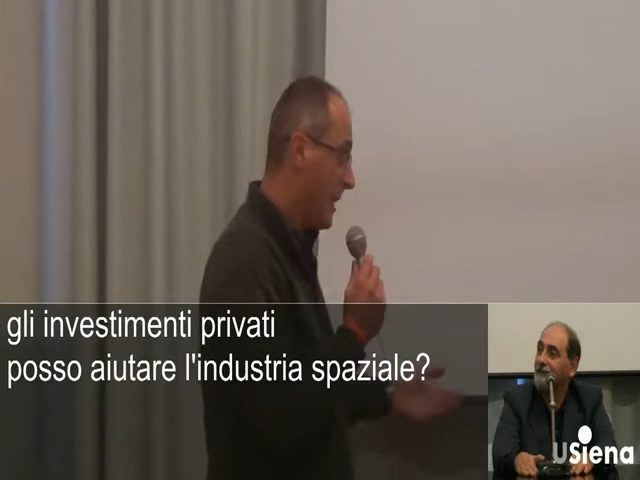 gli investimenti privati
posso aiutare l'industria spaziale?
USiena